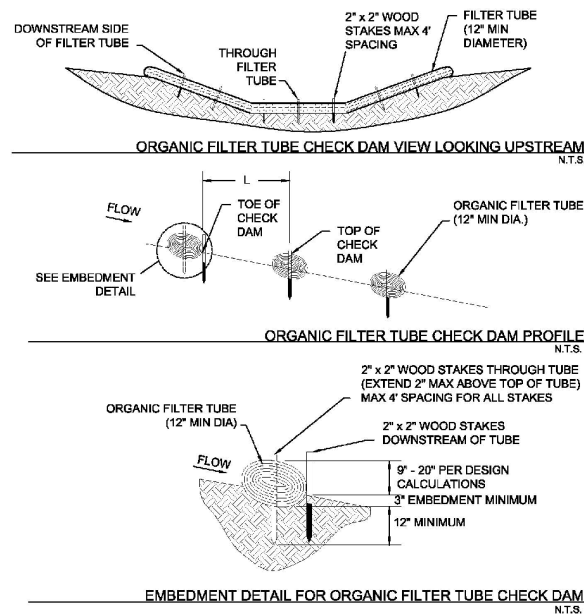 DOWNSTREAM SIDE
OF FILTER TUBE
THROUGH
FILTER
TUBE
2" x 2" WOOD
STAKES MAX 4'
SPACING
FILTER TUBE
(12" MIN
DIAMETER)
ORGANIC FILTER TUBE CHECK DAM VIEW LOOKING UPSTREAM
N.T.S
FLOW
L
TOE OF
CHECK
DAM
TOP OF
CHECK
DAM
ORGANIC FILTER TUBE
(12" MIN DIA.)
SEE EMBEDMENT
DETAIL
ORGANIC FILTER TUBE CHECK DAM PROFILE
N.T.S.
2" x 2" WOOD STAKES THROUGH TUBE
(EXTEND 2" MAX ABOVE TOP OF TUBE)
MAX 4' SPACING FOR ALL STAKES
ORGANIC FILTER TUBE
(12" MIN DIA)
2" x 2" WOOD STAKES
DOWNSTREAM OF TUBE
FLOW
9" - 20" PER DESIGN
CALCULATIONS
3" EMBEDMENT MINIMUM
12" MINIMUM
EMBEDMENT DETAIL FOR ORGANIC FILTER TUBE CHECK DAM
N.T.S.